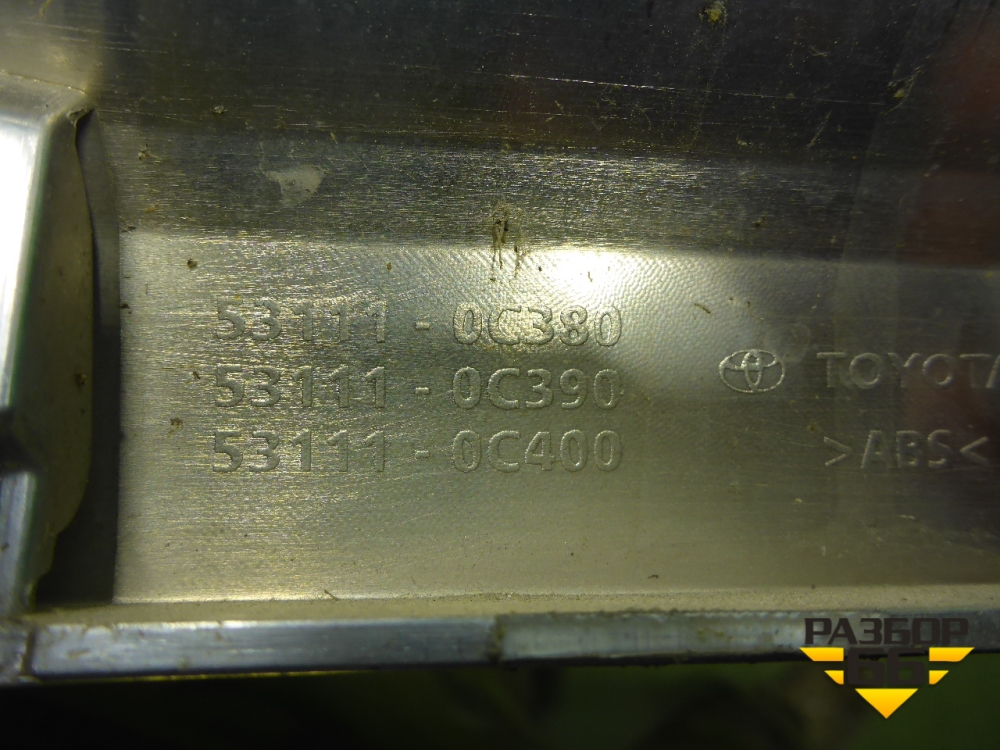 53111 - 0C380
53111 - 0C390
53111 - 0C400
TOYOTA
>ABS<
РАЗБОР
66